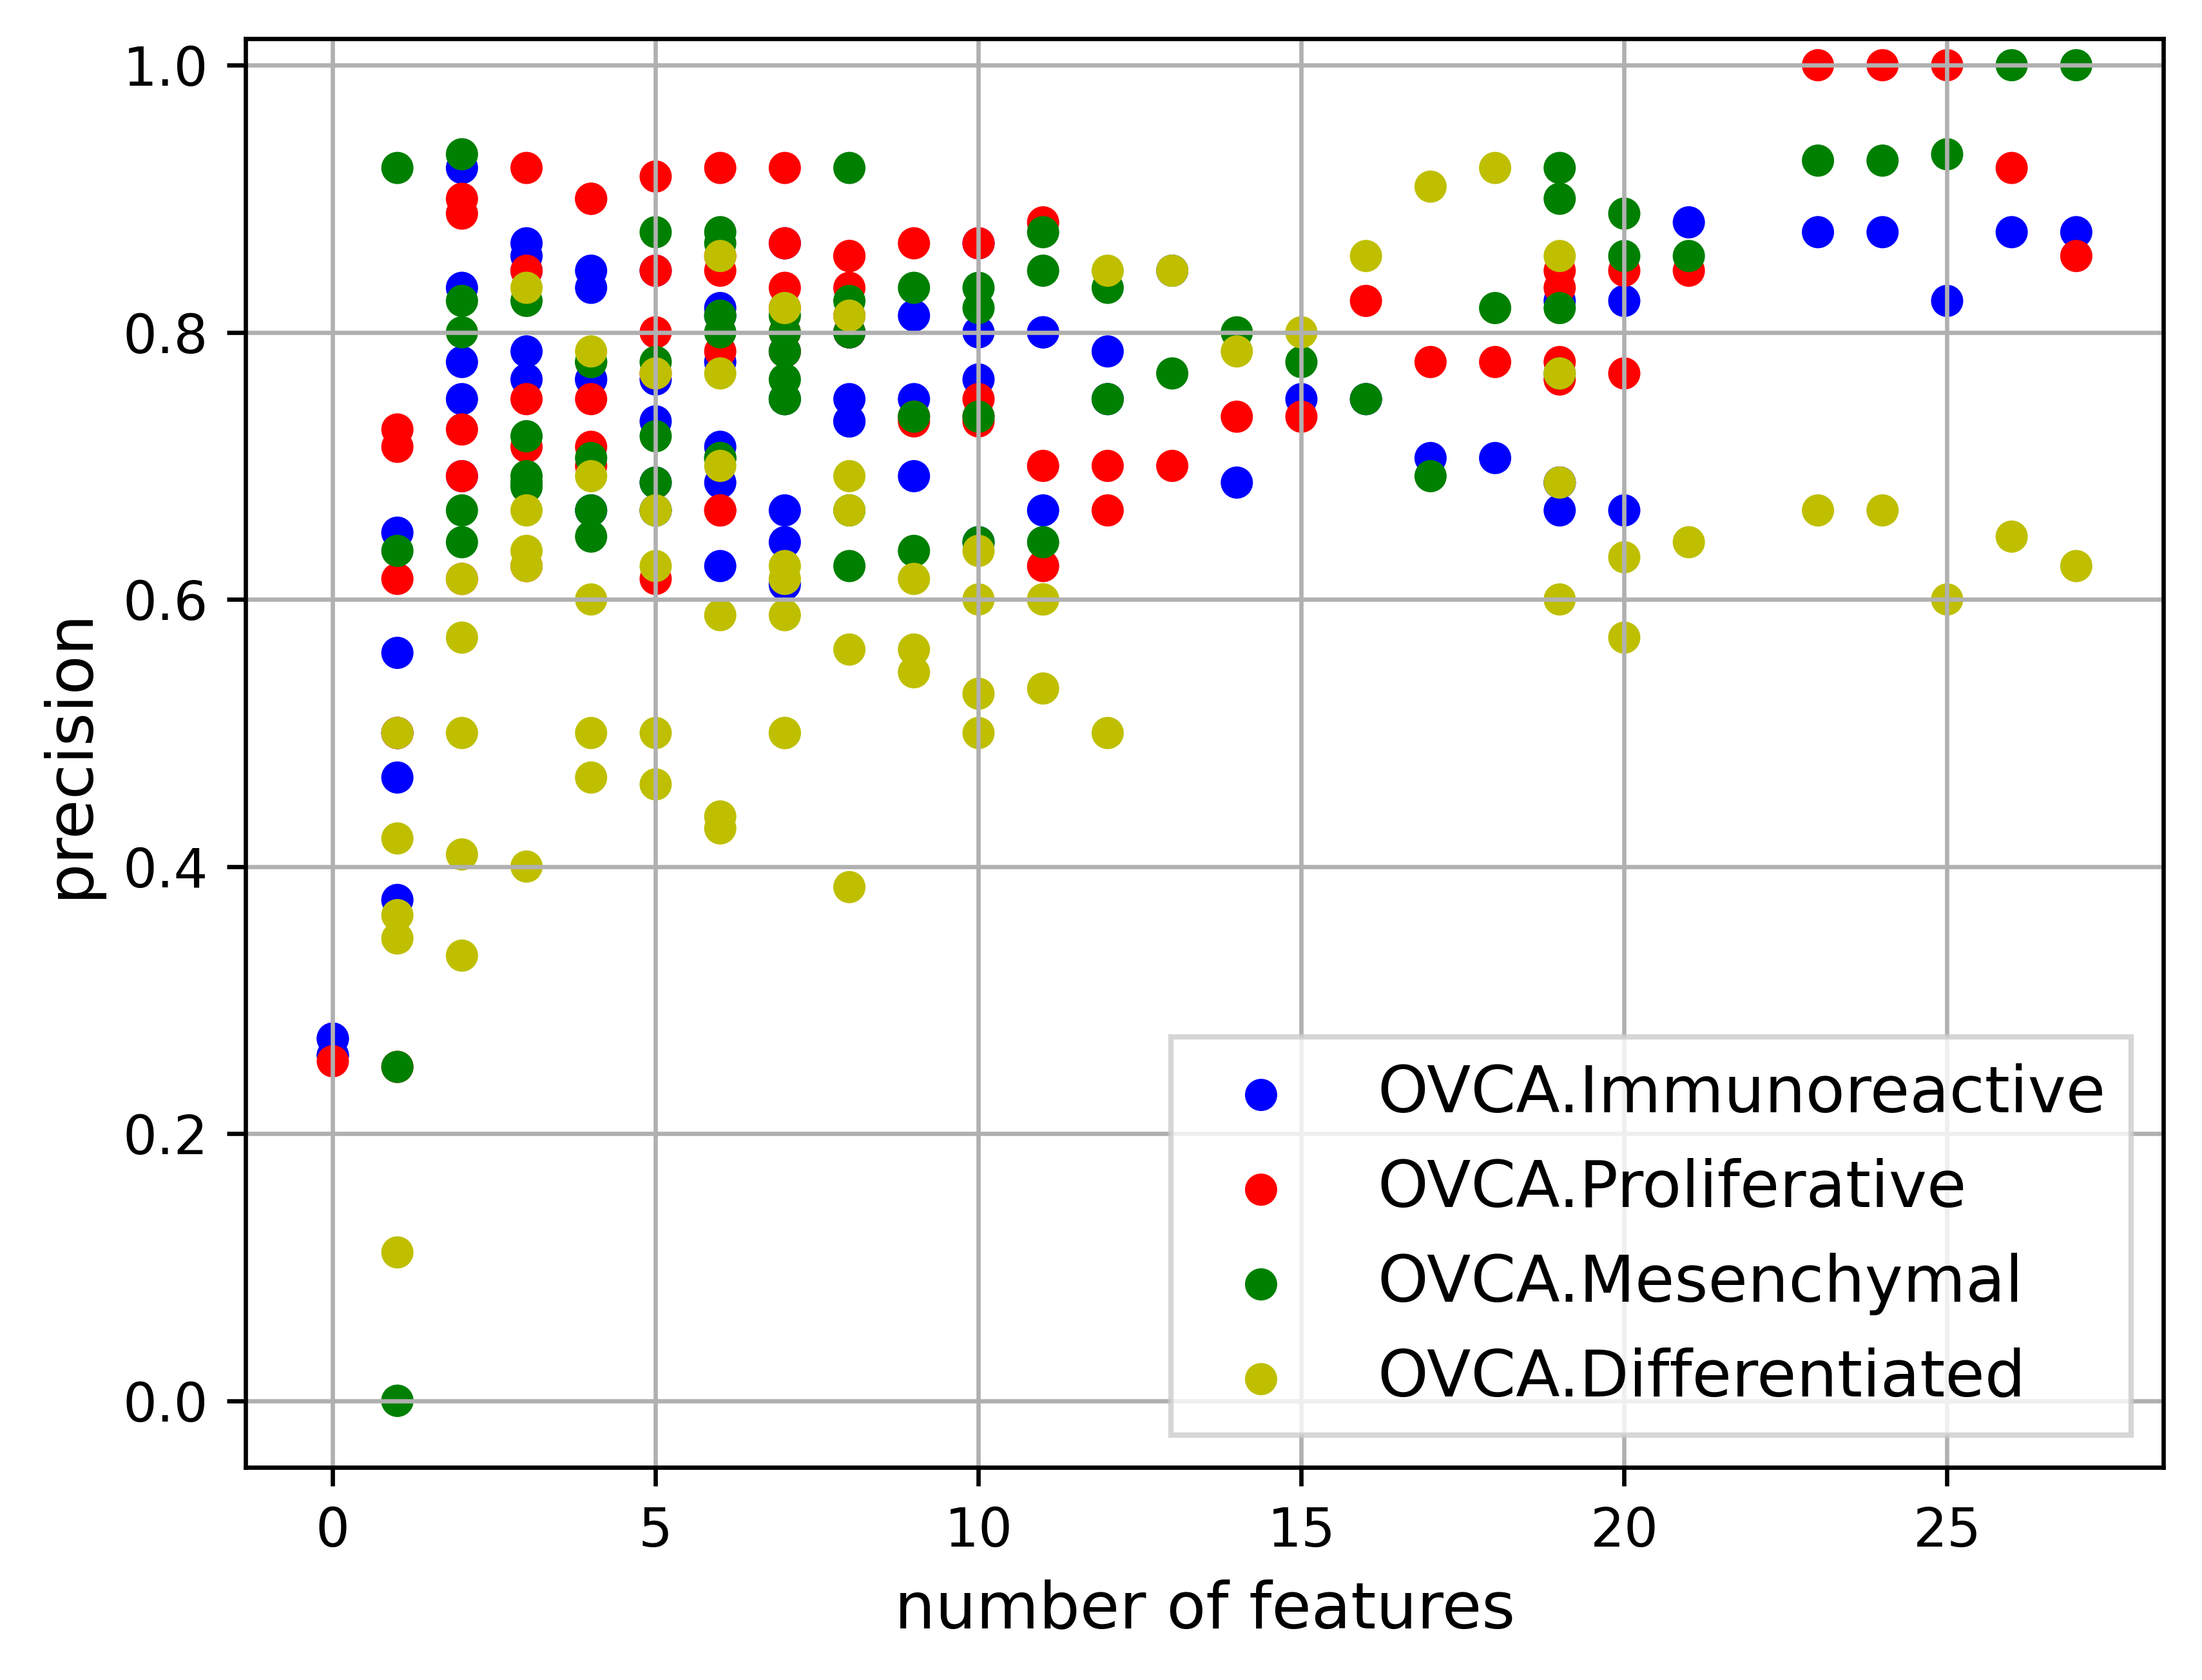 1.0
0.8
0.6
0.4
0.2
0.0
precision
OVCA.Immunoreactive
OVCA.Proliferative
OVCA.Mesenchymal
OVCA.Differentiated
0 5 10 15 20 25
number of features